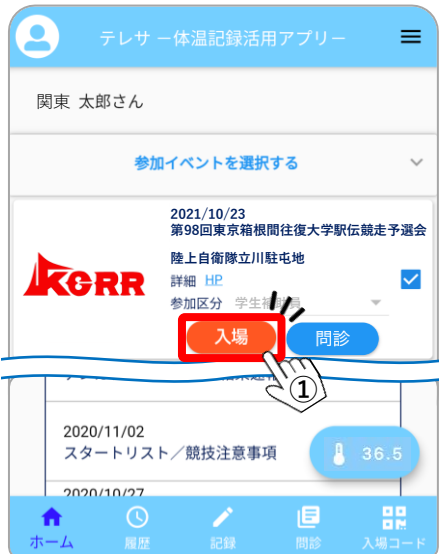 テレサ ー体温記録活用アプリー
関東 太郎さん
参加イベントを選択する
2021/10/23
第98回東京箱根間往復大学駅伝競走予選会
陸上自衛隊立川駐屯地
KGRR
詳細 HP
参加区分 学生補助員
入場 問診
①
2020/11/02
スタートリスト／競技注意事項
36.5
2020/10/27
ホーム 履歴 記録 問診 入場コード